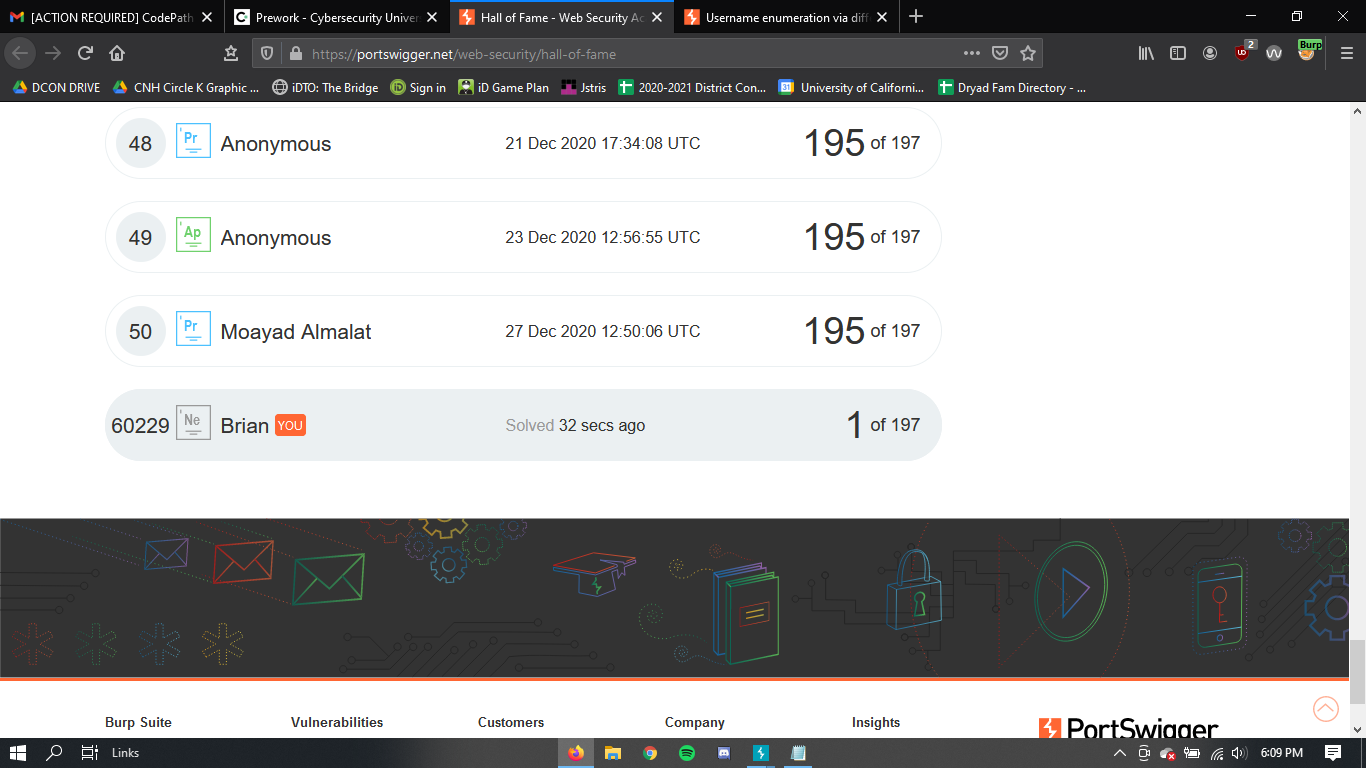 [ACTION REQUIRED] CodePath
Prework - Cybersecurity Univer
Hall of Fame - Web Security Ac
Username enumeration via diff
https://portswigger.net/web-security/hall-of-fame
2
Burp
DCON DRIVE
CNH Circle K Graphic ...
iDTO: The Bridge
Sign in
iD Game Plan
Jstris
2020-2021 District Con...
University of Californi...
Dryad Fam Directory - ...
48 Pr Anonymous 21 Dec 2020 17:34:08 UTC 195 of 197
49 Ap Anonymous 23 Dec 2020 12:56:55 UTC 195 of 197
50 Pr Moayad Almalat 27 Dec 2020 12:50:06 UTC 195 of 197
60229 Ne Brian YOU Solved 32 secs ago 1 of 197
Burp Suite
Vulnerabilities
Customers
Company
Insights
PortSwigger
Links
6:09 PM